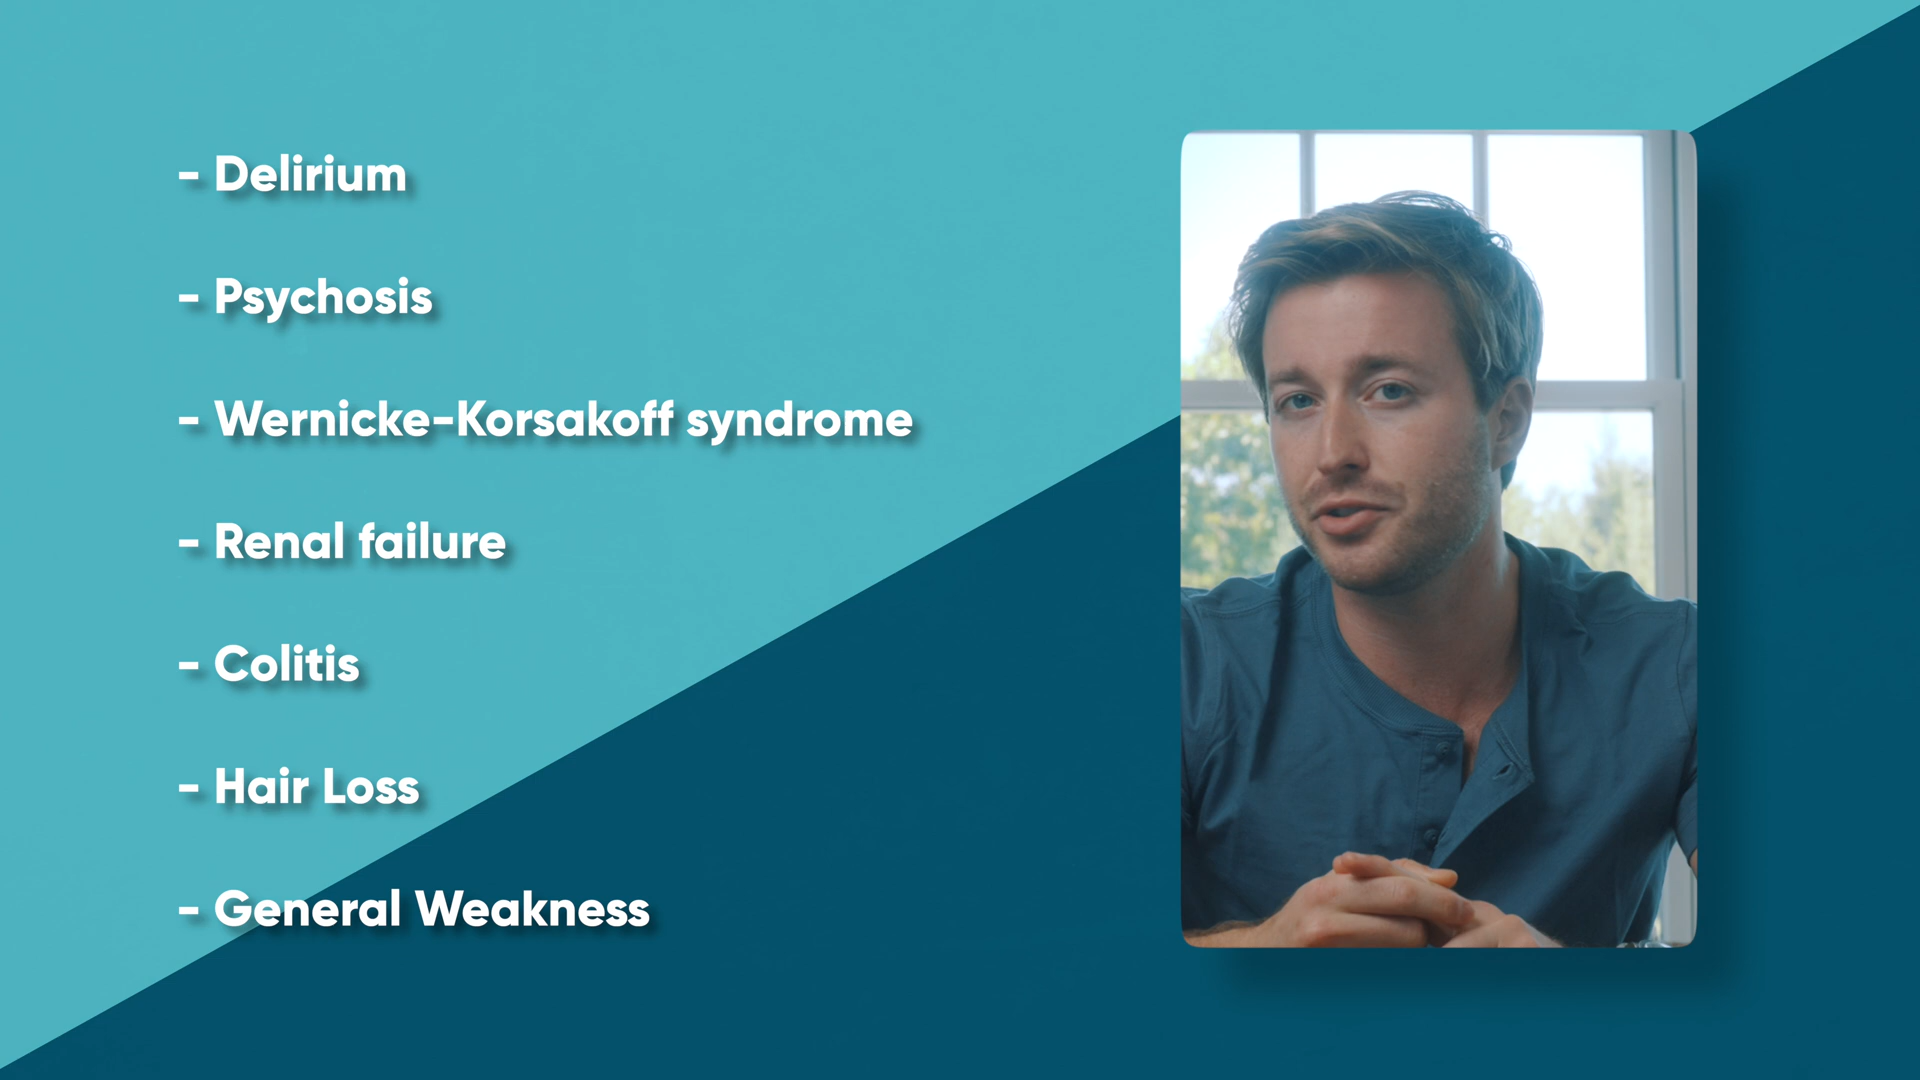 - Delirium
- Psychosis
- Wernicke-Korsakoff syndrome
- Renal failure
- Colitis
- Hair Loss
- General Weakness